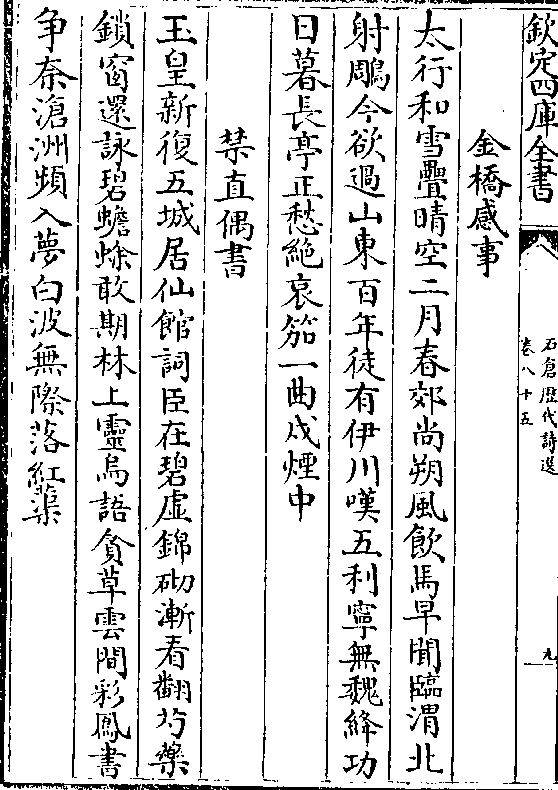 欽定四庫全書
石倉歷代詩選
卷八十五
九
金橋感事
太行和雪疊晴空二月春郊尚朔風飲馬早聞臨渭北
射鵰今欲過山東百年徒有伊川嘆五利寧無魏絳功
日暮長亭正愁絶哀笳一曲戍煙中
禁直偶書
玉皇新復五城居仙館詞臣在碧虛錦砌漸看翻芍藥
鎖窗還詠碧蟾蜍敢期林上靈烏語貪草雲間彩鳳書
争奈滄洲頻入夢白波無際落紅蕖